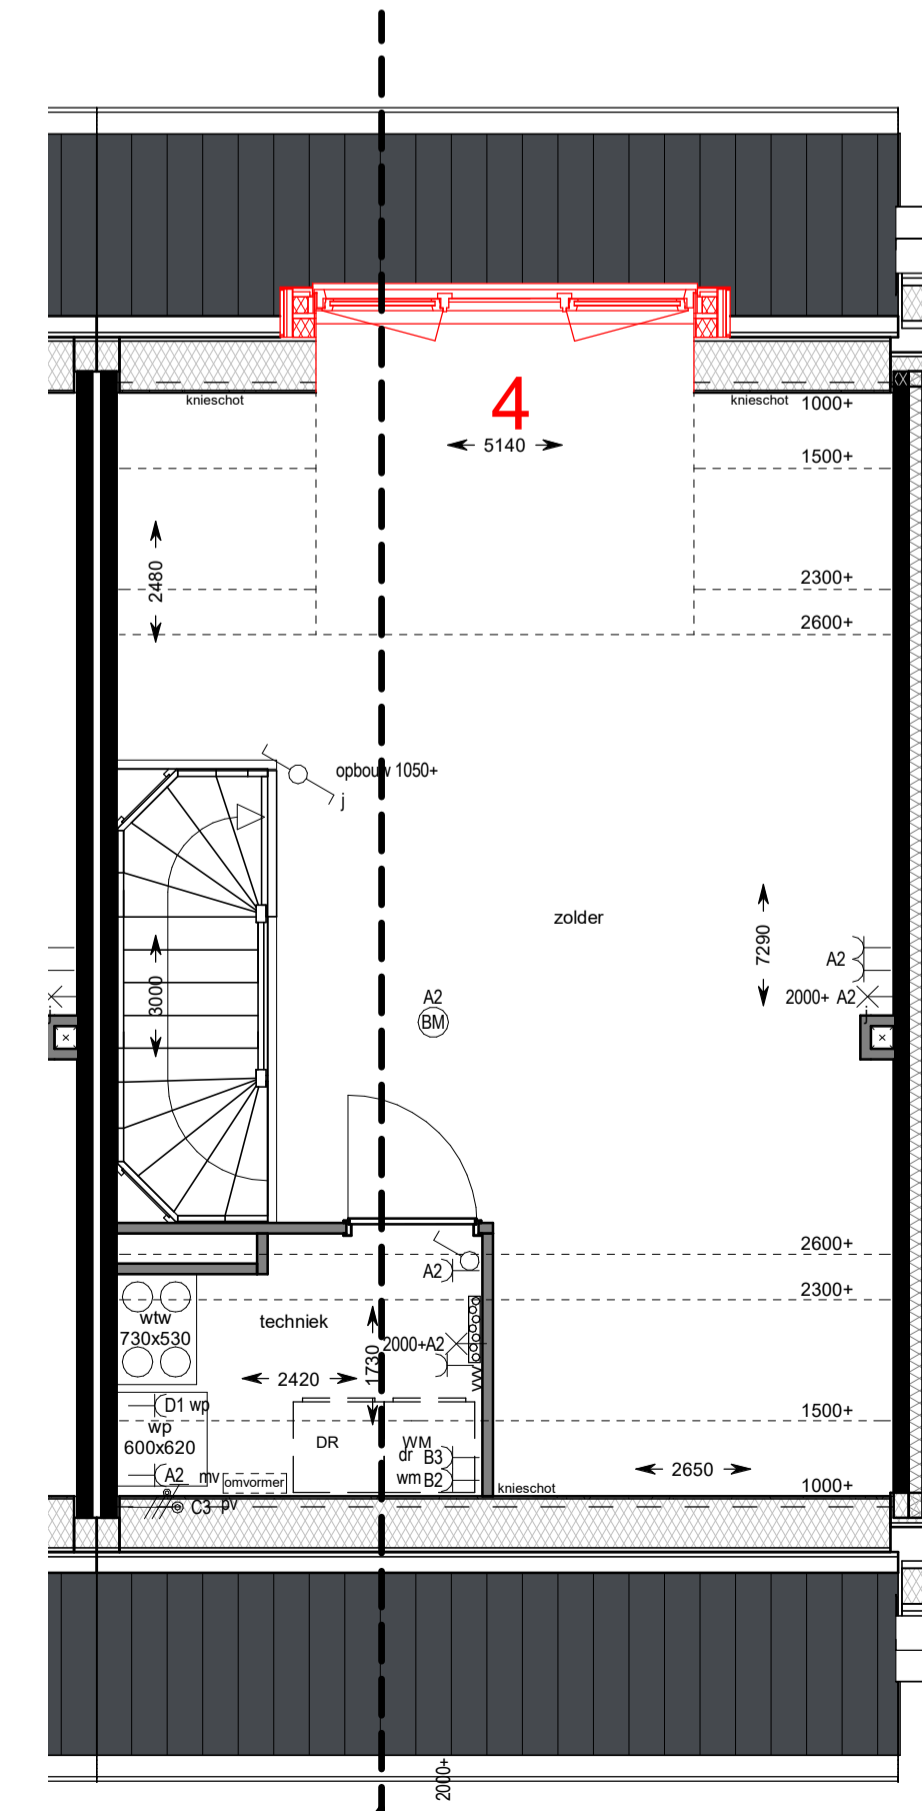 4
knieschot
knieschot
1000+
5140
1500+
2480
2300+
2600+
opbouw 1050+
j
zolder
7290
A2
3000
A2
2000+ A2
j
BM
j
2600+
A2
2300+
wtw
730x530
techniek
2000+A2
1730
VW
2420
D1 wp
1500+
wp
600x620
DR
WM
dr B3
A2 mv
omvormer
wm B2
2650
knieschot
1000+
C3 pv
2000+